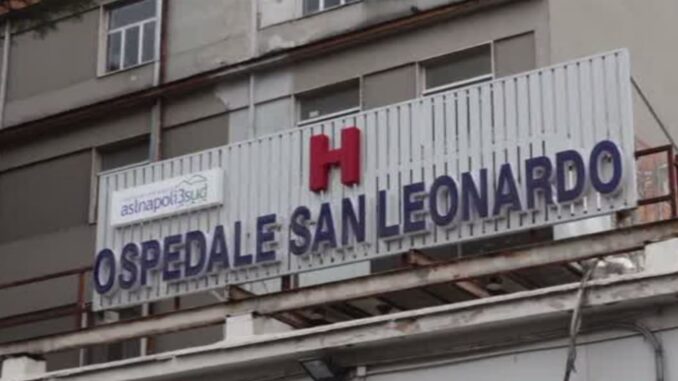 H
aslnapoli3sud
OSPEDALE SAN LEONARDO